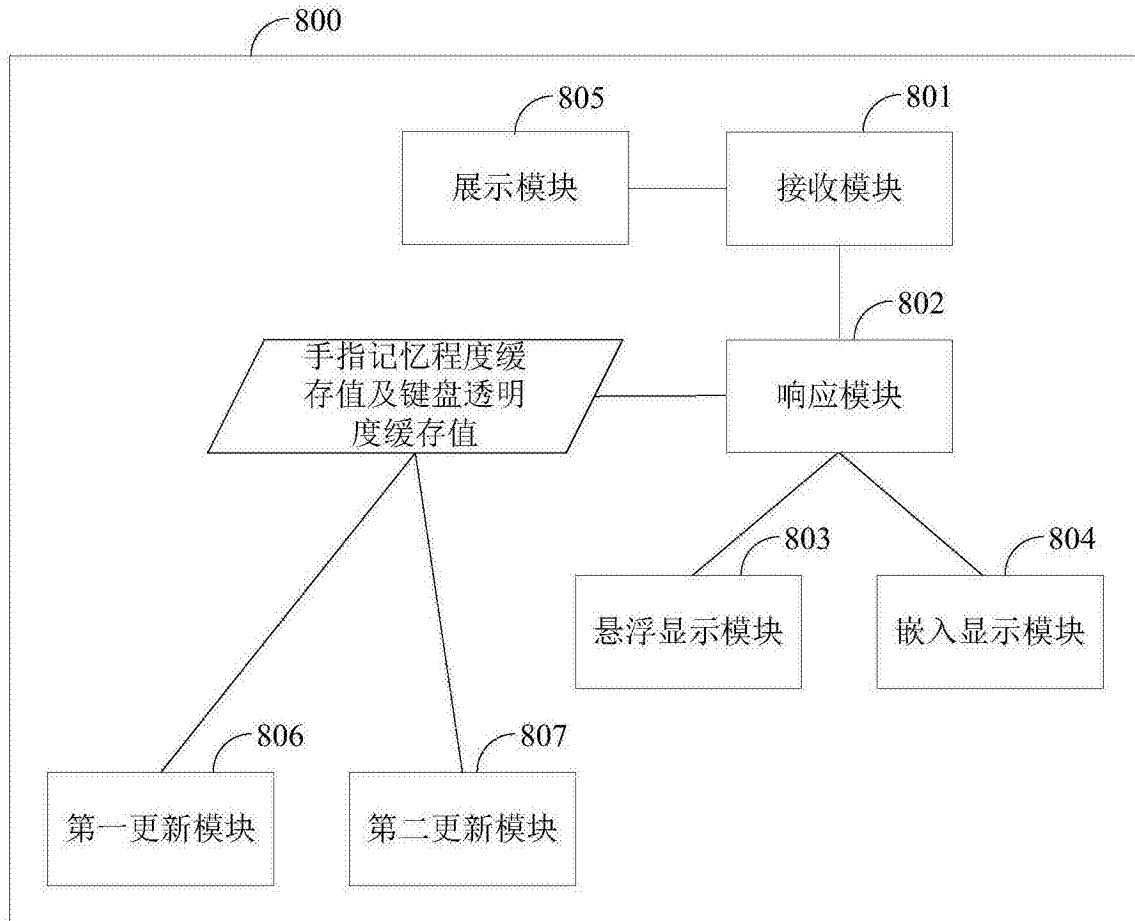 800
805
801
展示模块
接收模块
802
手指记忆程度缓
存值及键盘透明
度缓存值
响应模块
803
804
悬浮显示模块
嵌入显示模块
806
807
第一更新模块
第二更新模块